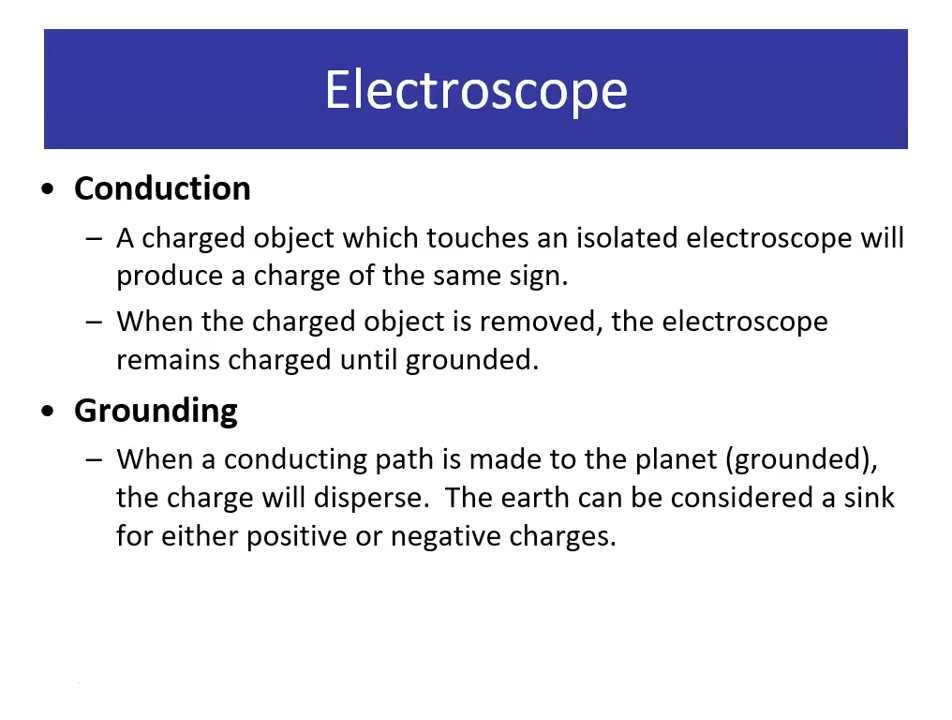 Electroscope
• Conduction
– A charged object which touches an isolated electroscope will
produce a charge of the same sign.
– When the charged object is removed, the electroscope
remains charged until grounded.
• Grounding
– When a conducting path is made to the planet (grounded),
the charge will disperse.  The earth can be considered a sink
for either positive or negative charges.